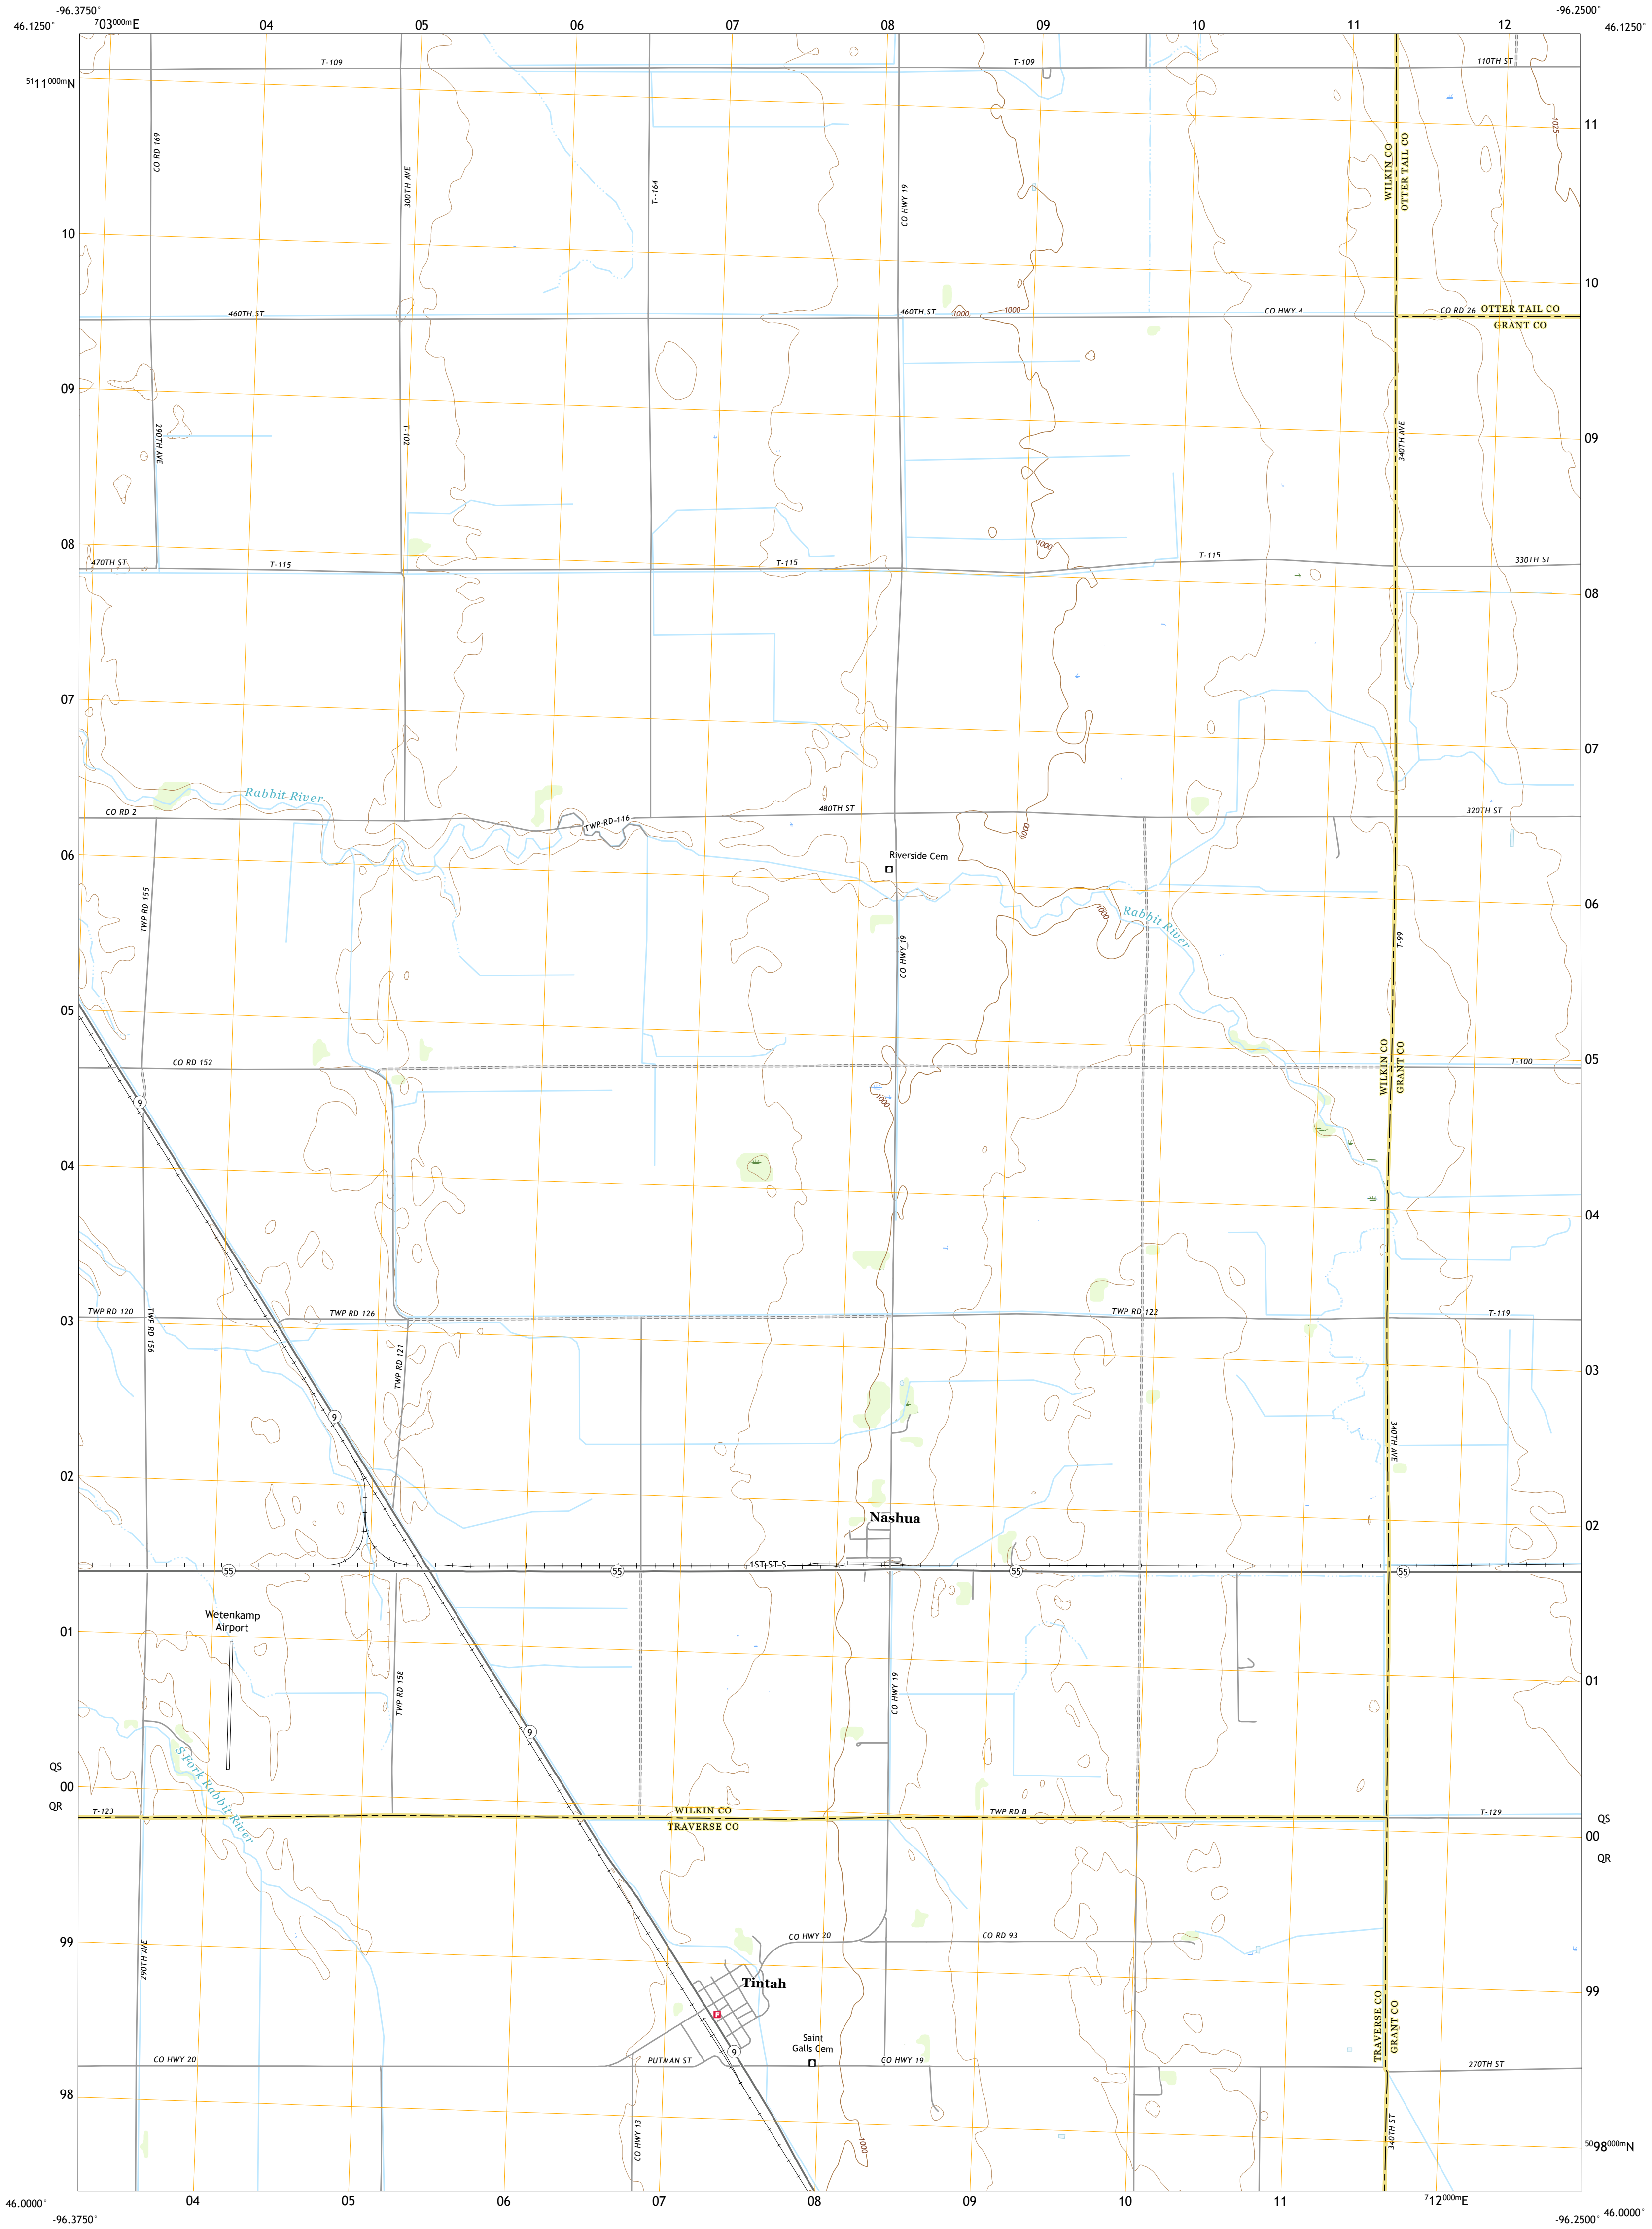 -96.3750°
-96.2500°
46.1250°
703000mE
04
05
06
07
08
09
10
11
12
46.1250°
T-109
T-109
110TH ST
5111000mN
11
1025
CO RD 169
WILKIN CO
OTTER TAIL CO
300TH AVE
T-164
CO HWY 19
10
10
460TH ST
460TH ST
1000
1000
CO HWY 4
CO RD 26
OTTER TAIL CO
GRANT CO
09
09
290TH AVE
T-102
340TH AVE
08
1000
470TH ST
T-115
T-115
T-115
330TH ST
08
07
07
Rabbit River
CO RD 2
TWP RD 116
480TH ST
320TH ST
1000
06
Riverside Cem
06
TWP RD 155
1000
Rabbit River
CO HWY 19
T-99
05
05
CO RD 152
WILKIN CO
GRANT CO
T-100
9
1000
04
04
TWP RD 120
TWP RD 126
TWP RD 122
T-119
03
TWP RD 156
TWP RD 121
03
9
340TH AVE
02
Nashua
02
1ST ST S
55
55
55
55
Wetenkamp
Airport
01
01
TWP RD 158
CO HWY 19
9
S Fork Rabbit River
QS
00
QR
T-123
WILKIN CO
TRAVERSE CO
TWP RD B
T-129
QS
00
QR
99
290TH AVE
CO HWY 20
CO RD 93
Tintah
99
F
TRAVERSE CO
GRANT CO
Saint
Galls Cem
9
CO HWY 20
PUTMAN ST
CO HWY 19
270TH ST
98
CO HWY 13
1000
340TH ST
5098000mN
46.0000°
04
05
06
07
08
09
10
11
712000mE
46.0000°
-96.3750°
-96.2500°